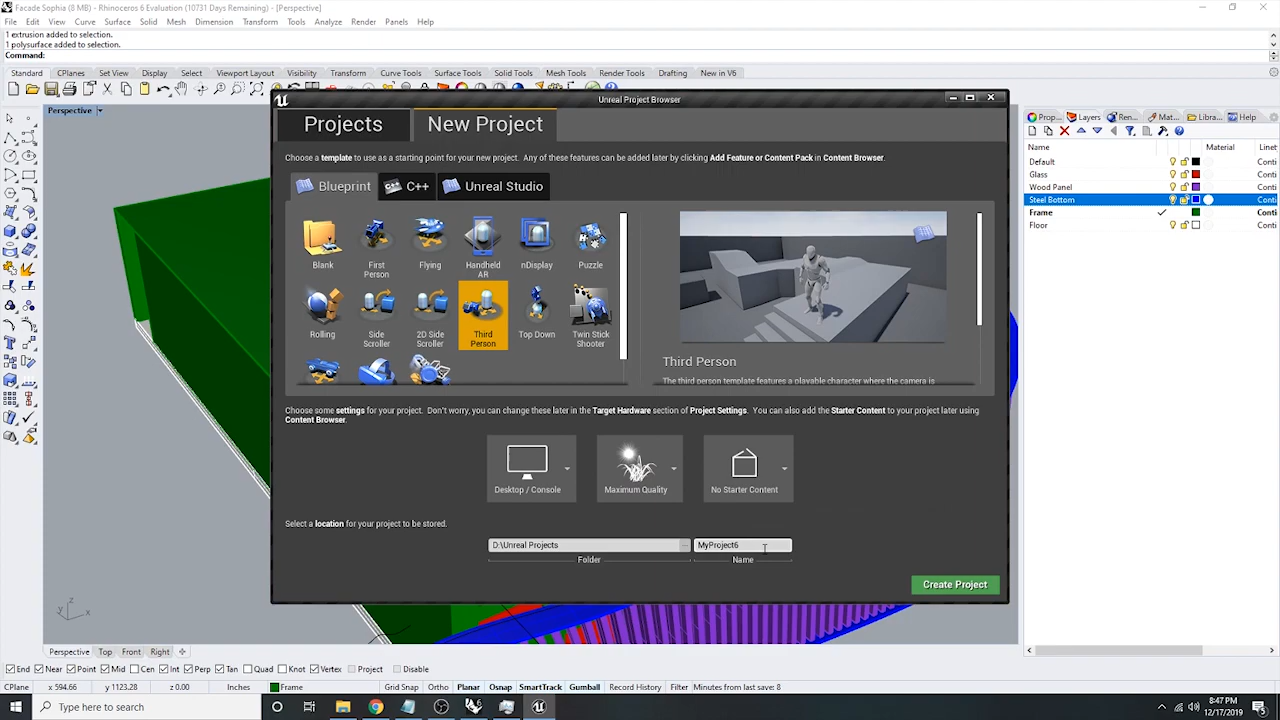 Facade Sophia (8 MB) - Rhinoceros 6 Evaluation (10731 Days Remaining) - [Perspective]
File Edit View Curve Surface Solid Mesh Dimension Transform Tools Analyze Render Panels Help
1 extrusion added to selection.
1 polysurface added to selection.
Command:
Standard CPlanes Set View Display Select Viewport Layout Visibility Transform Curve Tools Surface Tools Solid Tools Mesh Tools Render Tools Drafting New in V6
Perspective
Unreal Project Browser
Projects New Project
Choose a template to use as a starting point for your new project. Any of these features can be added later by clicking Add Feature or Content Pack in Content Browser.
Blueprint C++ Unreal Studio
Blank First Person Flying Handheld AR nDisplay Puzzle
Rolling Side Scroller 2D Side Scroller Third Person Top Down Twin Stick Shooter
Third Person
The third person template features a playable character where the camera is
Choose some settings for your project. Don't worry, you can change these later in the Target Hardware section of Project Settings. You can also add the Starter Content to your project later using
Content Browser.
Desktop / Console Maximum Quality No Starter Content
Select a location for your project to be stored.
D:\Unreal Projects ... MyProject6
Folder Name
Create Project
Prop... Layers Ren... Mat... Libra... Help
Name Material Linet
Default Conti
Glass Conti
Wood Panel Conti
Steel Bottom Conti
Frame Conti
Floor Conti
z y x
Perspective Top Front Right
End Near Point Mid Cen Int Perp Tan Quad Knot Vertex Project Disable
CPlane x 594.66 y 1123.28 z 0.00 Inches Frame Grid Snap Ortho Planar Osnap SmartTrack Gumball Record History Filter Minutes from last save: 8
Type here to search
8:47 PM
12/17/2019